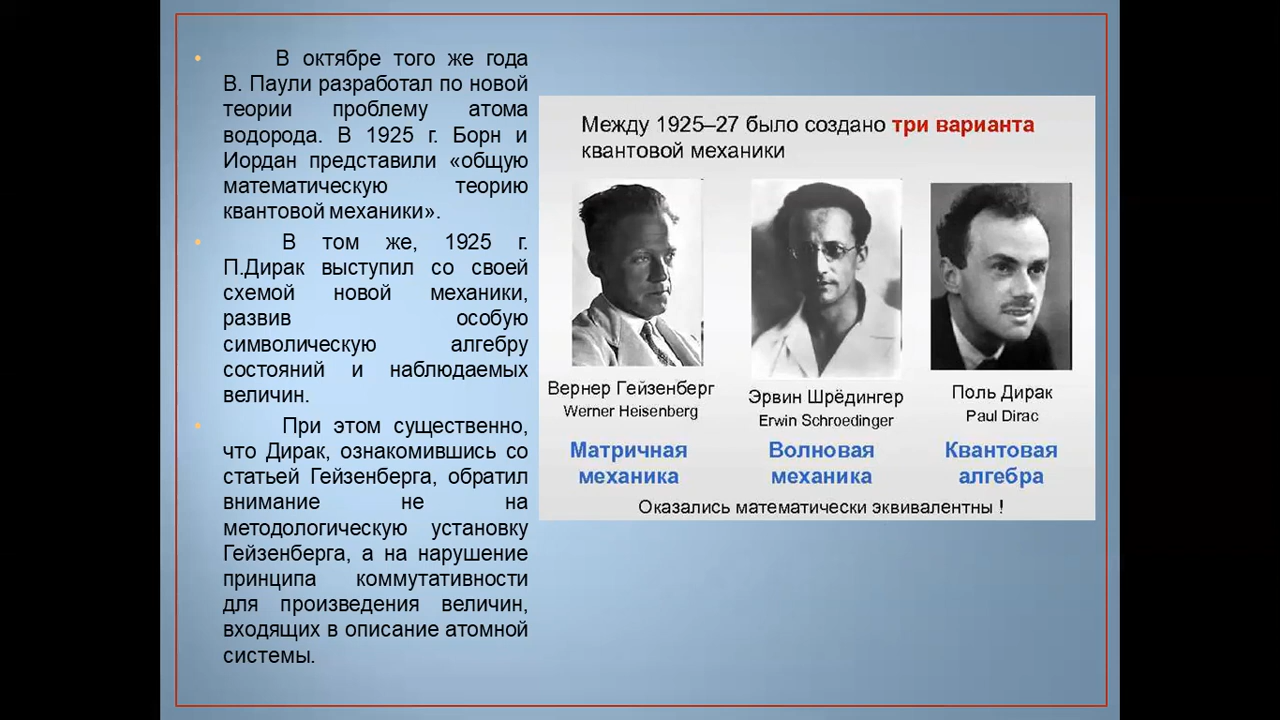 В октябре того же года
В. Паули разработал по новой
теории проблему атома
водорода. В 1925 г. Борн и
Иордан представили «общую
математическую теорию
квантовой механики».
В том же, 1925 г.
П.Дирак выступил со своей
схемой новой механики,
развив особую
символическую алгебру
состояний и наблюдаемых
величин.
При этом существенно,
что Дирак, ознакомившись со
статьей Гейзенберга, обратил
внимание не на
методологическую установку
Гейзенберга, а на нарушение
принципа коммутативности
для произведения величин,
входящих в описание атомной
системы.
Между 1925–27 было создано три варианта
квантовой механики
Вернер Гейзенберг
Werner Heisenberg
Матричная
механика
Эрвин Шрёдингер
Erwin Schroedinger
Волновая
механика
Поль Дирак
Paul Dirac
Квантовая
алгебра
Оказались математически эквивалентны !